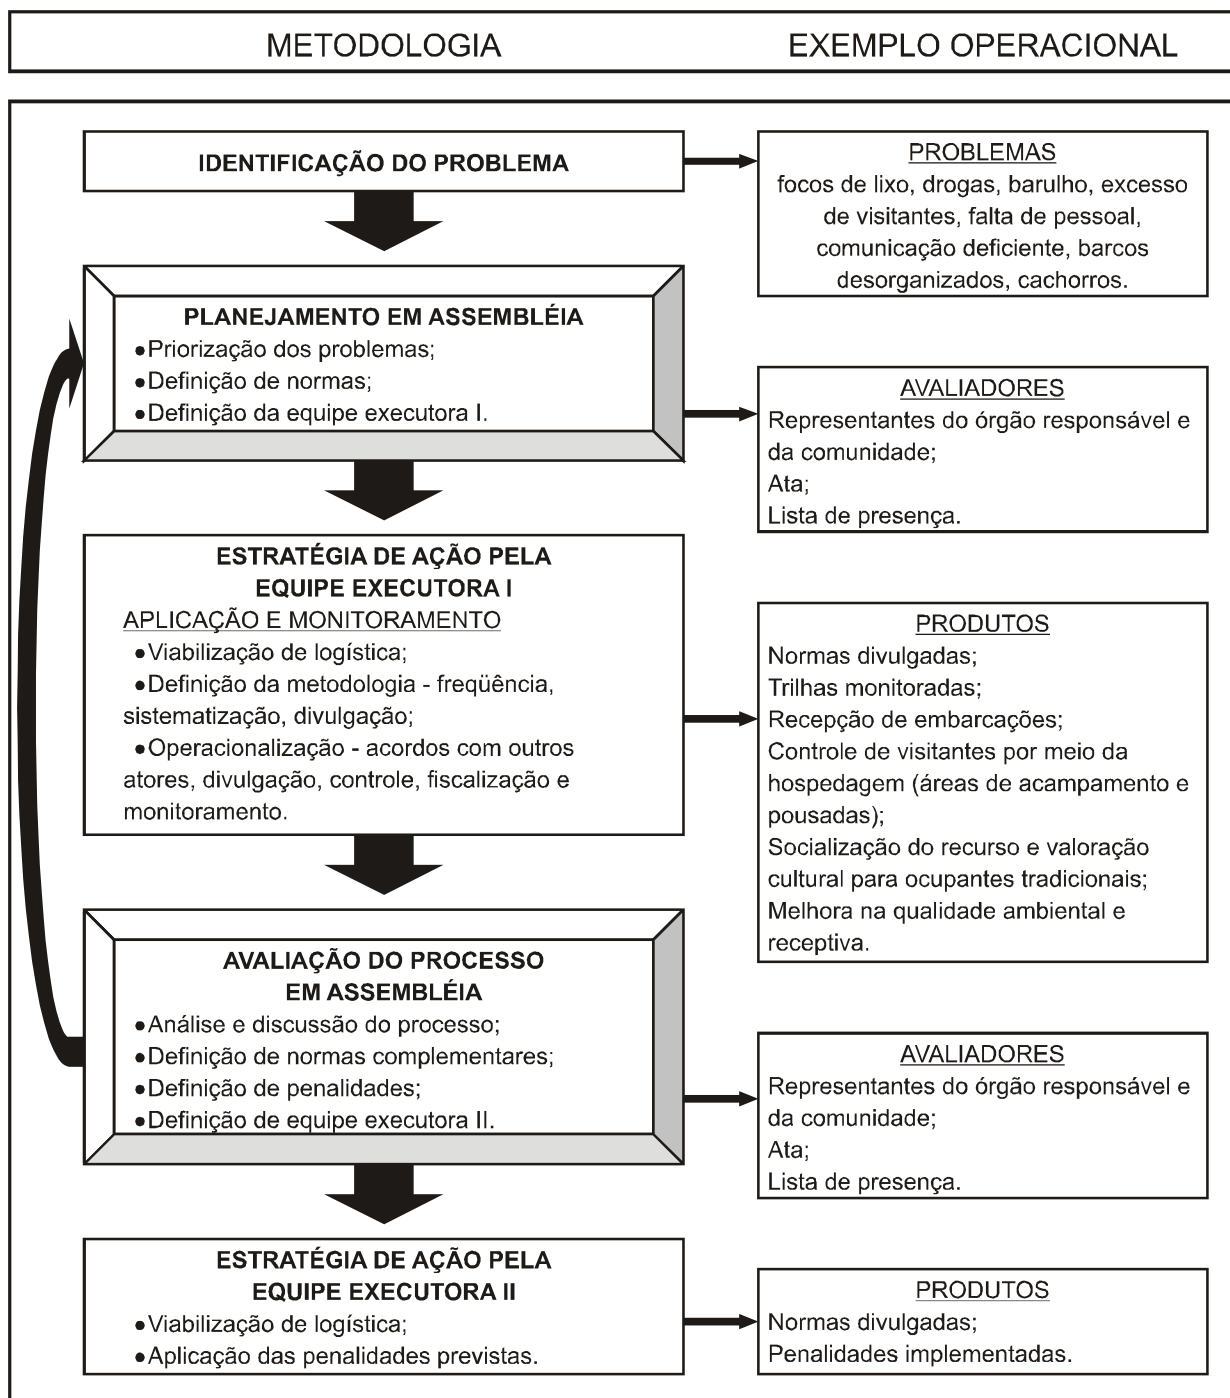 METODOLOGIA
EXEMPLO OPERACIONAL
IDENTIFICAÇÃO DO PROBLEMA
PROBLEMAS
focos de lixo, drogas, barulho, excesso
de visitantes, falta de pessoal,
comunicação deficiente, barcos
desorganizados, cachorros.
PLANEJAMENTO EM ASSEMBLÉIA
●Priorização dos problemas;
●Definição de normas;
●Definição da equipe executora I.
AVALIADORES
Representantes do órgão responsável e
da comunidade;
Ata;
Lista de presença.
ESTRATÉGIA DE AÇÃO PELA
EQUIPE EXECUTORA I
APLICAÇÃO E MONITORAMENTO
●Viabilização de logística;
●Definição da metodologia - freqüência,
sistematização, divulgação;
●Operacionalização - acordos com outros
atores, divulgação, controle, fiscalização e
monitoramento.
PRODUTOS
Normas divulgadas;
Trilhas monitoradas;
Recepção de embarcações;
Controle de visitantes por meio da
hospedagem (áreas de acampamento e
pousadas);
Socialização do recurso e valoração
cultural para ocupantes tradicionais;
Melhora na qualidade ambiental e
receptiva.
AVALIAÇÃO DO PROCESSO
EM ASSEMBLÉIA
●Análise e discussão do processo;
●Definição de normas complementares;
●Definição de penalidades;
●Definição de equipe executora II.
AVALIADORES
Representantes do órgão responsável e
da comunidade;
Ata;
Lista de presença.
ESTRATÉGIA DE AÇÃO PELA
EQUIPE EXECUTORA II
●Viabilização de logística;
●Aplicação das penalidades previstas.
PRODUTOS
Normas divulgadas;
Penalidades implementadas.